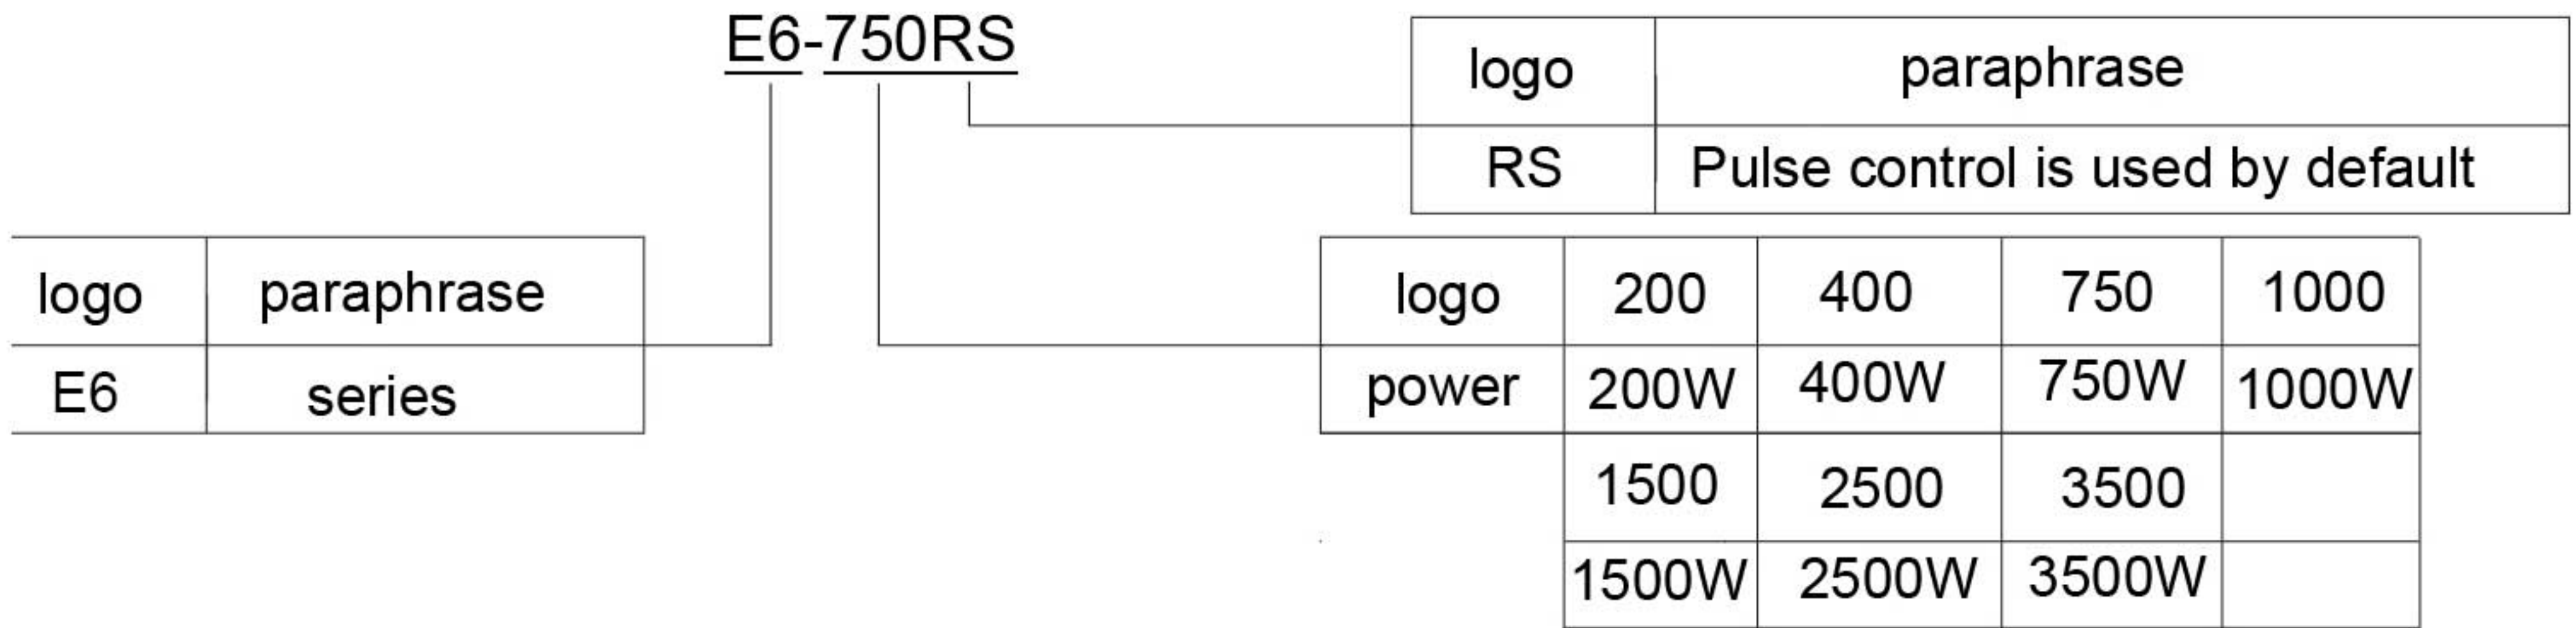 E6-750RS
logo paraphrase
RS Pulse control is used by default
logo paraphrase
E6 series
logo 200 400 750 1000
power 200W 400W 750W 1000W
1500 2500 3500
1500W 2500W 3500W